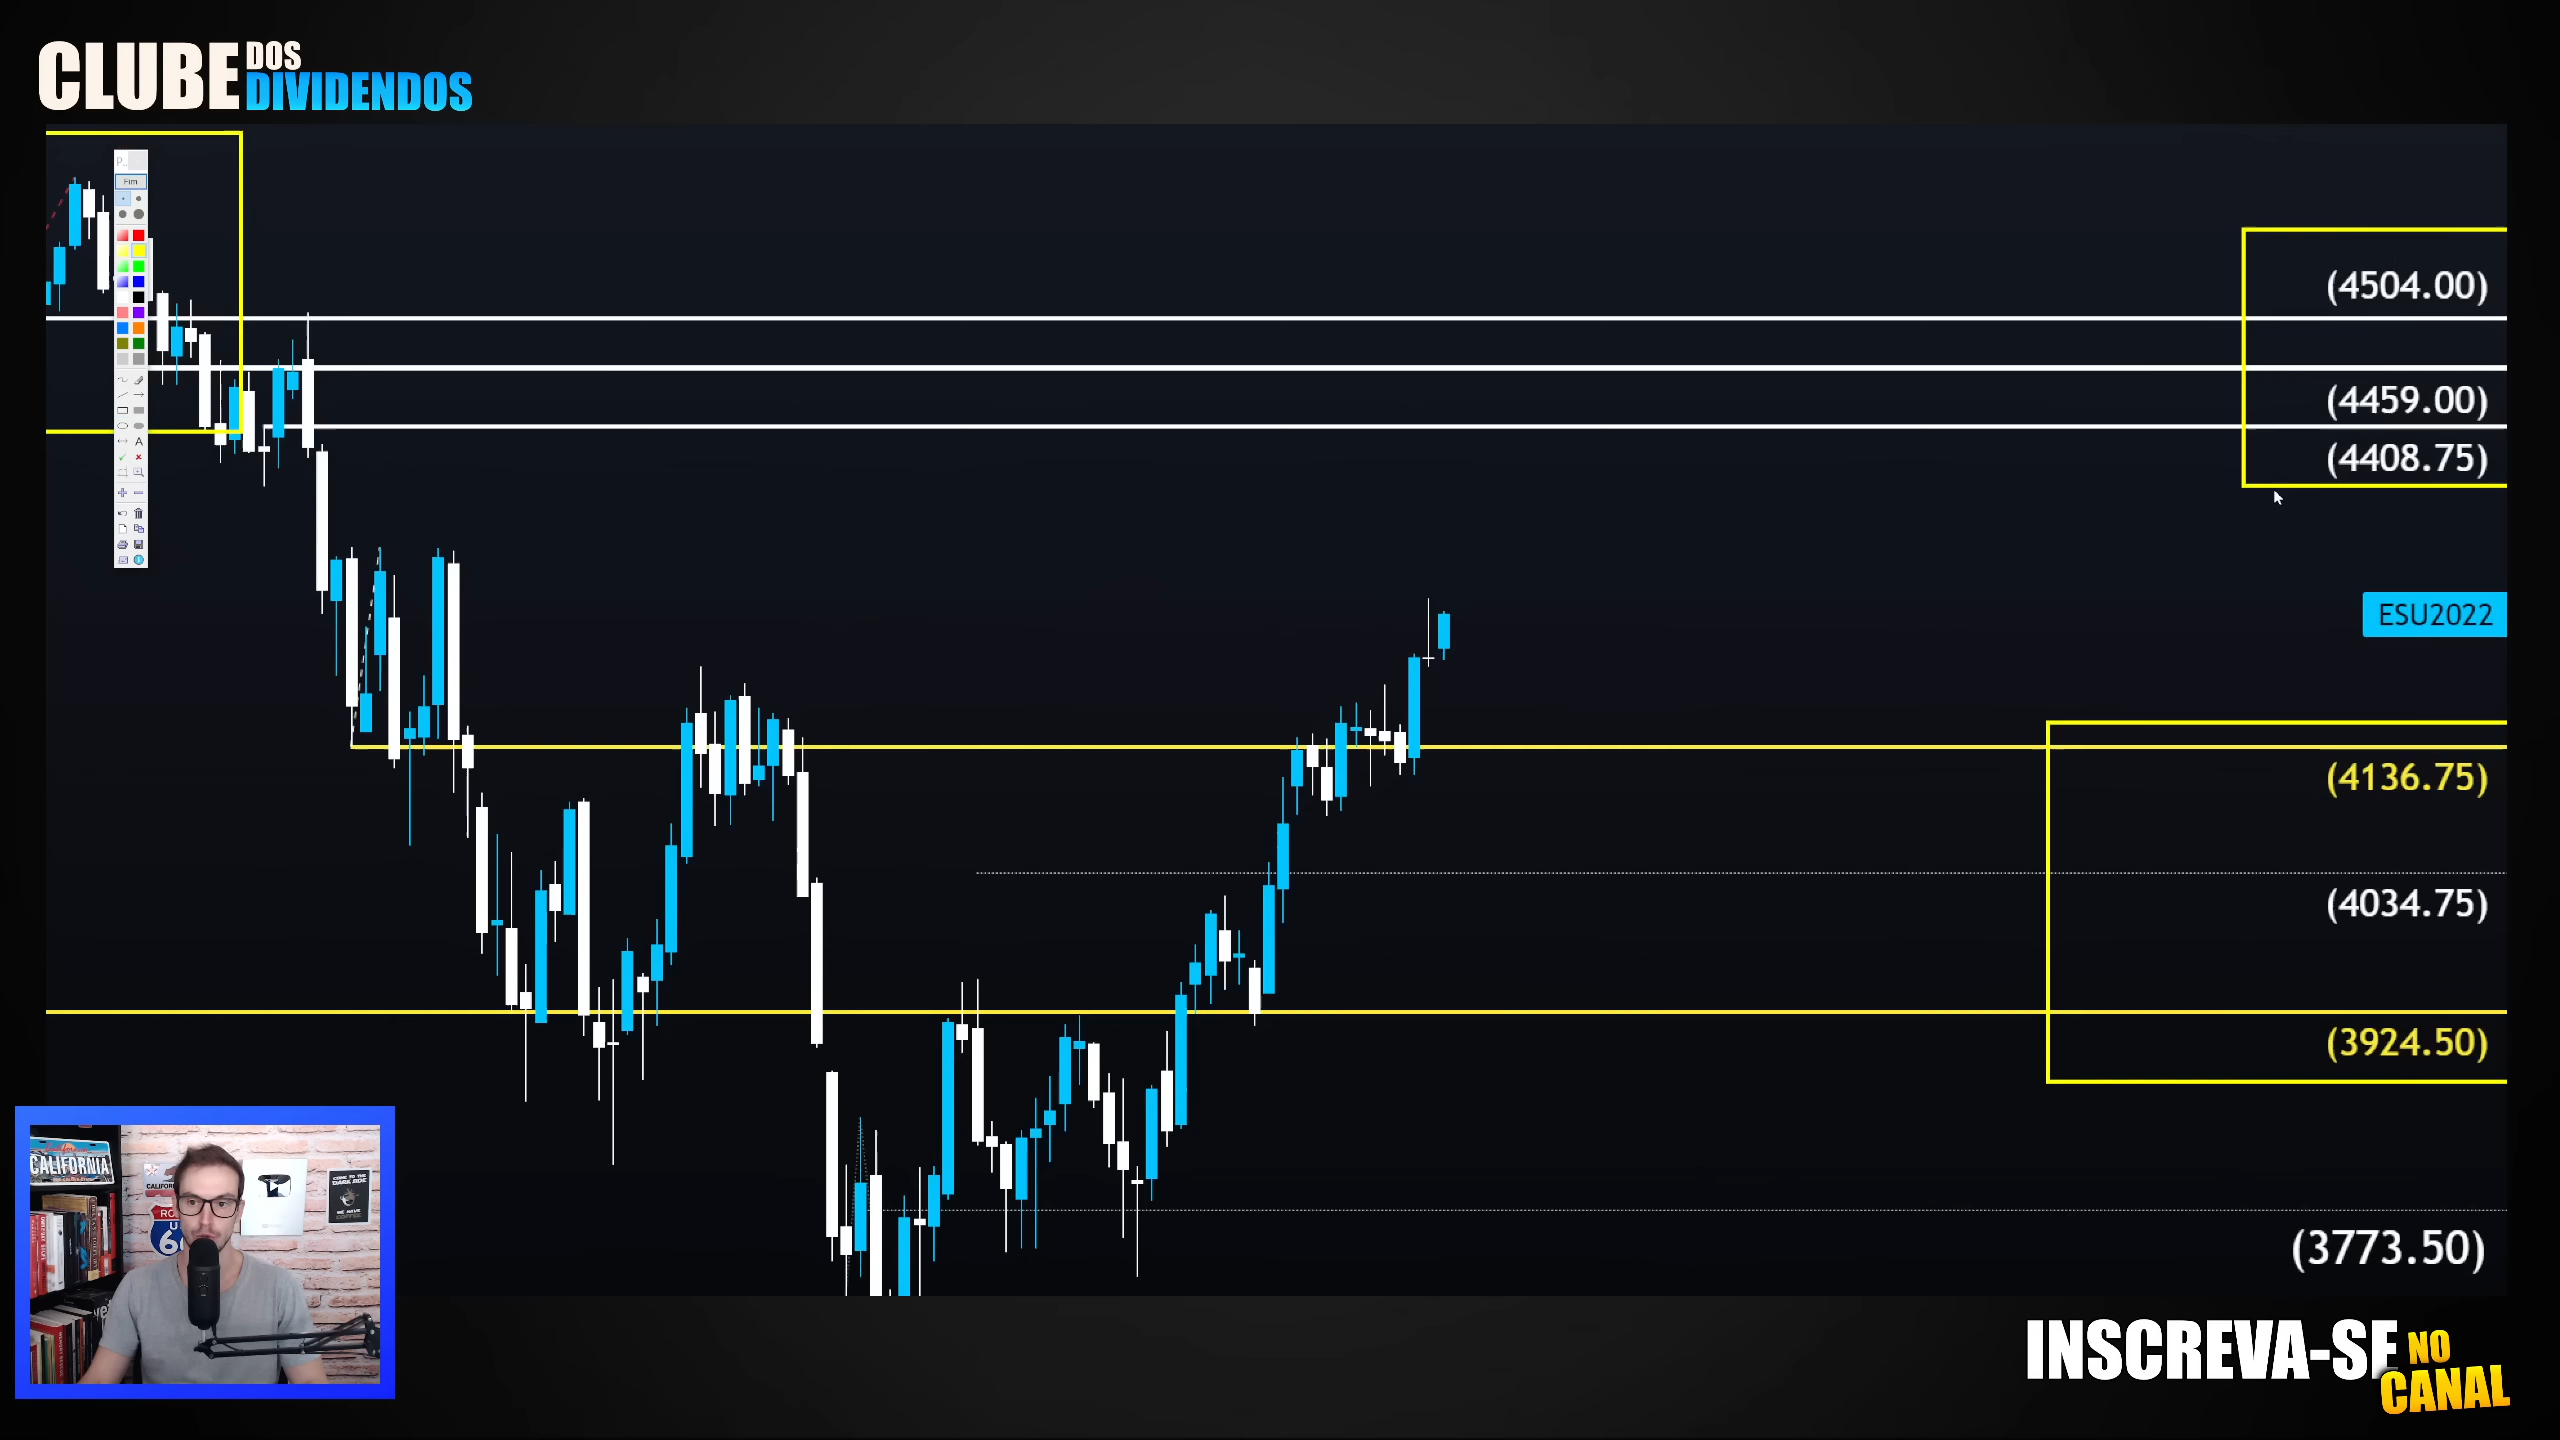 CLUBE DOS
DIVIDENDOS
P..
Fim
A
(4504.00)
(4459.00)
(4408.75)
ESU2022
(4136.75)
(4034.75)
(3924.50)
(3773.50)
CALIFORNIA
INSCREVA-SE NO
CANAL